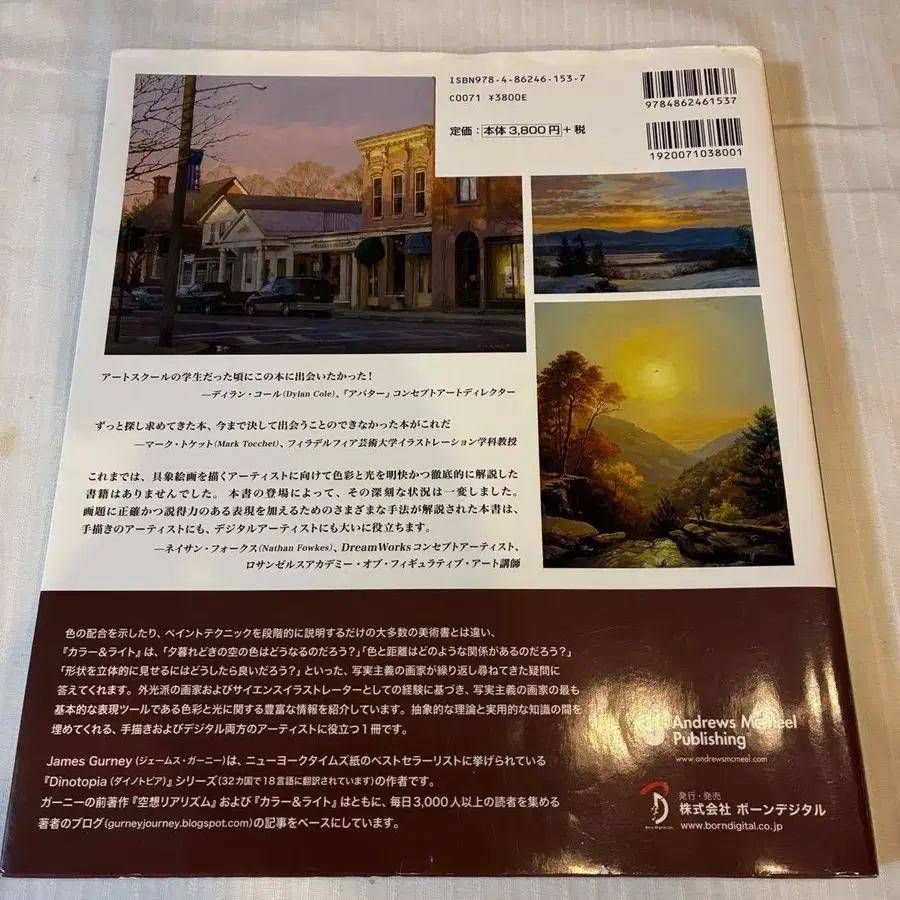 ISBN978-4-86246-153-7
C0071 ¥3800E
定価：本体3,800円+税
9784862461537
1920071038001
アートスクールの学生だった頃にこの本に出会いたかった！
—ディラン・コール(Dylan Cole)、『アバター』コンセプトアートディレクター
ずっと探し求めてきた本、今まで決して出会うことのできなかった本がこれだ
—マーク・トケット(Mark Tocchet)、フィラデルフィア芸術大学イラストレーション学科教授
これまでは、具象絵画を描くアーティストに向けて色彩と光を明快かつ徹底的に解説した
書籍はありませんでした。本書の登場によって、その深刻な状況は一変しました。
画題に正確かつ説得力のある表現を加えるためのさまざまな手法が解説された本書は、
手描きのアーティストにも、デジタルアーティストにも大いに役立ちます。
—ネイサン・フォークス(Nathan Fowkes)、DreamWorksコンセプトアーティスト、
ロサンゼルスアカデミー・オブ・フィギュラティブ・アート講師
色の配合を示したり、ペイントテクニックを段階的に説明するだけの大多数の美術書とは違い、
『カラー&ライト』は、「夕暮れどきの空の色はどうなるのだろう？」「色と距離はどのような関係があるのだろう？」
「形状を立体的に見せるにはどうしたら良いだろう？」といった、写実主義の画家が繰り返し尋ねてきた疑問に
答えてくれます。外光派の画家およびサイエンスイラストレーターとしての経験に基づき、写実主義の画家の最も
基本的な表現ツールである色彩と光に関する豊富な情報を紹介しています。抽象的な理論と実用的な知識の間を
埋めてくれる、手描きおよびデジタル両方のアーティストに役立つ1冊です。
James Gurney (ジェームス・ガーニー)は、ニューヨークタイムズ紙のベストセラーリストに挙げられている
『Dinotopia (ダイノトピア)』シリーズ(32カ国で18言語に翻訳されています)の作者です。
ガーニーの前著作『空想リアリズム』および『カラー&ライト』はともに、毎日3,000人以上の読者を集める
著者のブログ(gurneyjourney.blogspot.com)の記事をベースにしています。
Andrews McMeel
Publishing
www.andrewsmcmeel.com
発行・発売
株式会社 ボーンデジタル
www.borndigital.co.jp
Born Digital, Inc.